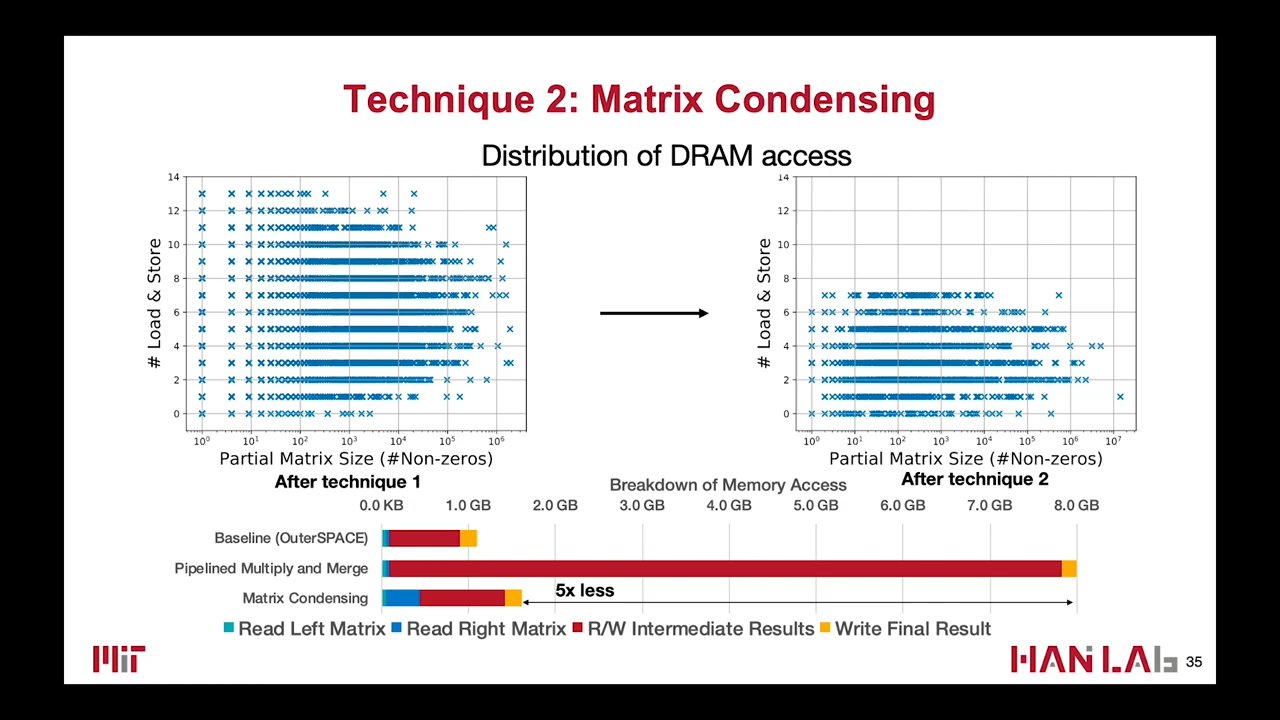 Technique 2: Matrix Condensing
Distribution of DRAM access
14
12
10
8
6
4
2
0
# Load & Store
10⁰ 10¹ 10² 10³ 10⁴ 10⁵ 10⁶
Partial Matrix Size (#Non-zeros)
After technique 1
14
12
10
8
6
4
2
0
# Load & Store
10⁰ 10¹ 10² 10³ 10⁴ 10⁵ 10⁶ 10⁷
Partial Matrix Size (#Non-zeros)
After technique 2
Breakdown of Memory Access
0.0 KB 1.0 GB 2.0 GB 3.0 GB 4.0 GB 5.0 GB 6.0 GB 7.0 GB 8.0 GB
Baseline (OuterSPACE)
Pipelined Multiply and Merge
Matrix Condensing
5x less
Read Left Matrix Read Right Matrix R/W Intermediate Results Write Final Result
MIT
HAN LAB
35